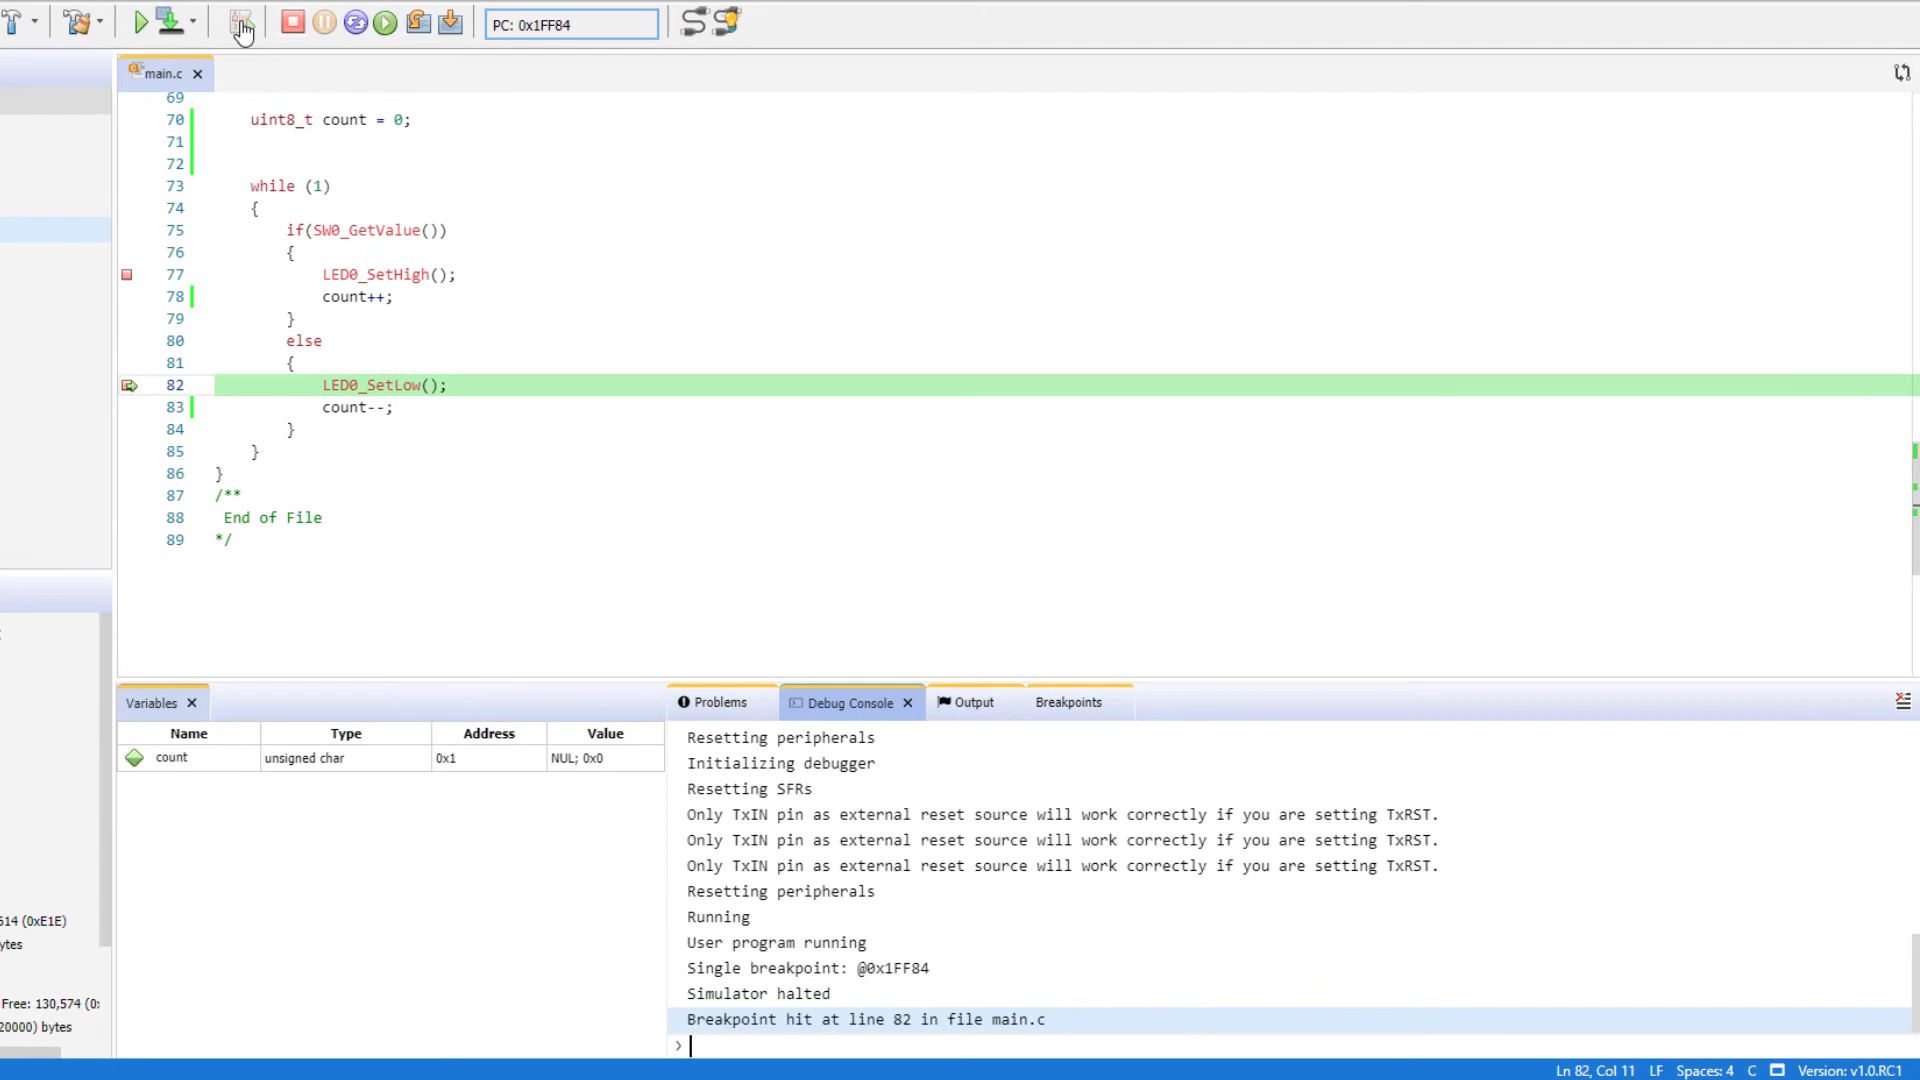 PC: 0x1FF84
main.c
69
70 uint8_t count = 0;
71
72
73 while (1)
74 {
75 if(SW0_GetValue())
76 {
77 LED0_SetHigh();
78 count++;
79 }
80 else
81 {
82 LED0_SetLow();
83 count--;
84 }
85 }
86 }
87 /**
88 End of File
89 */
Variables
Name Type Address Value
count unsigned char 0x1 NUL; 0x0
Problems Debug Console Output Breakpoints
Resetting peripherals
Initializing debugger
Resetting SFRs
Only TxIN pin as external reset source will work correctly if you are setting TxRST.
Only TxIN pin as external reset source will work correctly if you are setting TxRST.
Only TxIN pin as external reset source will work correctly if you are setting TxRST.
Resetting peripherals
Running
User program running
Single breakpoint: @0x1FF84
Simulator halted
Breakpoint hit at line 82 in file main.c
>
514 (0xE1E)
ytes
Free: 130,574 (0x
20000) bytes
Ln 82, Col 11 LF Spaces: 4 C Version: v1.0.RC1